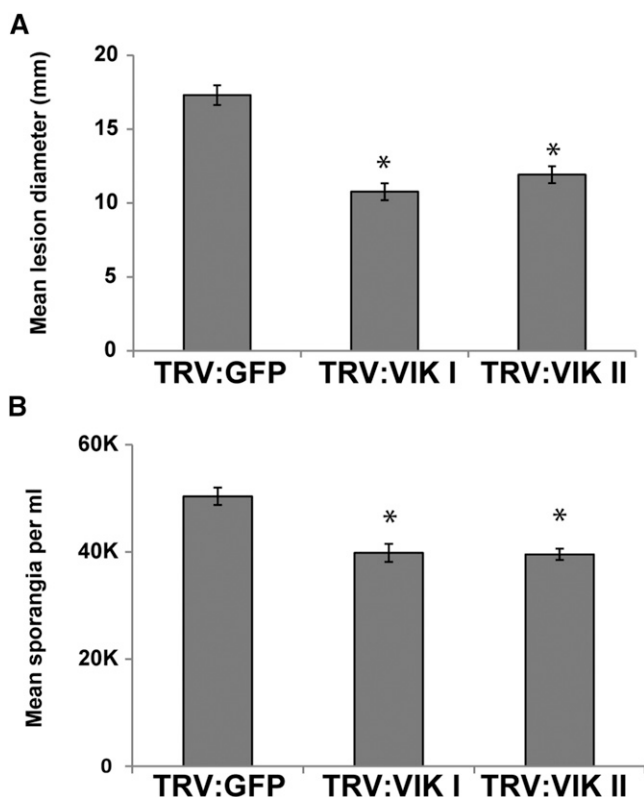 A
Mean lesion diameter (mm)
20
15
10
5
0
*
*
TRV:GFP TRV:VIK I TRV:VIK II
B
Mean sporangia per ml
60K
40K
20K
0
*
*
TRV:GFP TRV:VIK I TRV:VIK II